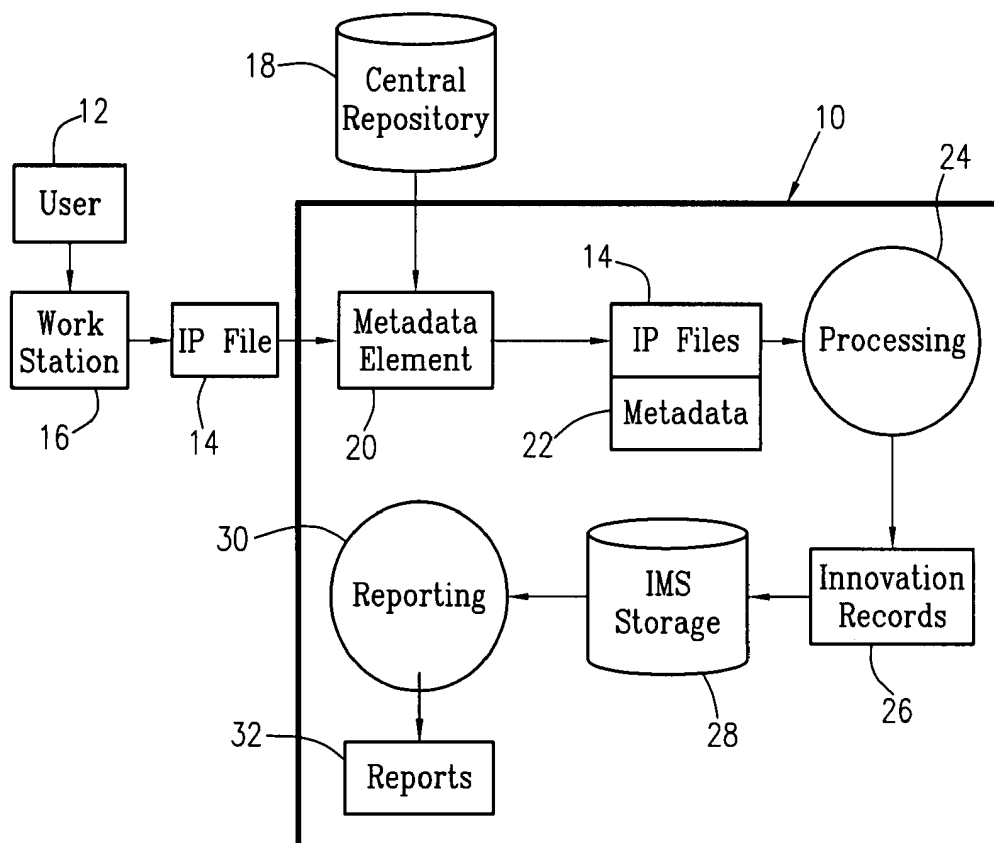 18
Central
Repository
12
10
24
User
14
Work
Station
IP File
Metadata
Element
IP Files
Processing
Metadata
16
14
20
22
30
Reporting
IMS
Storage
Innovation
Records
32
28
26
Reports